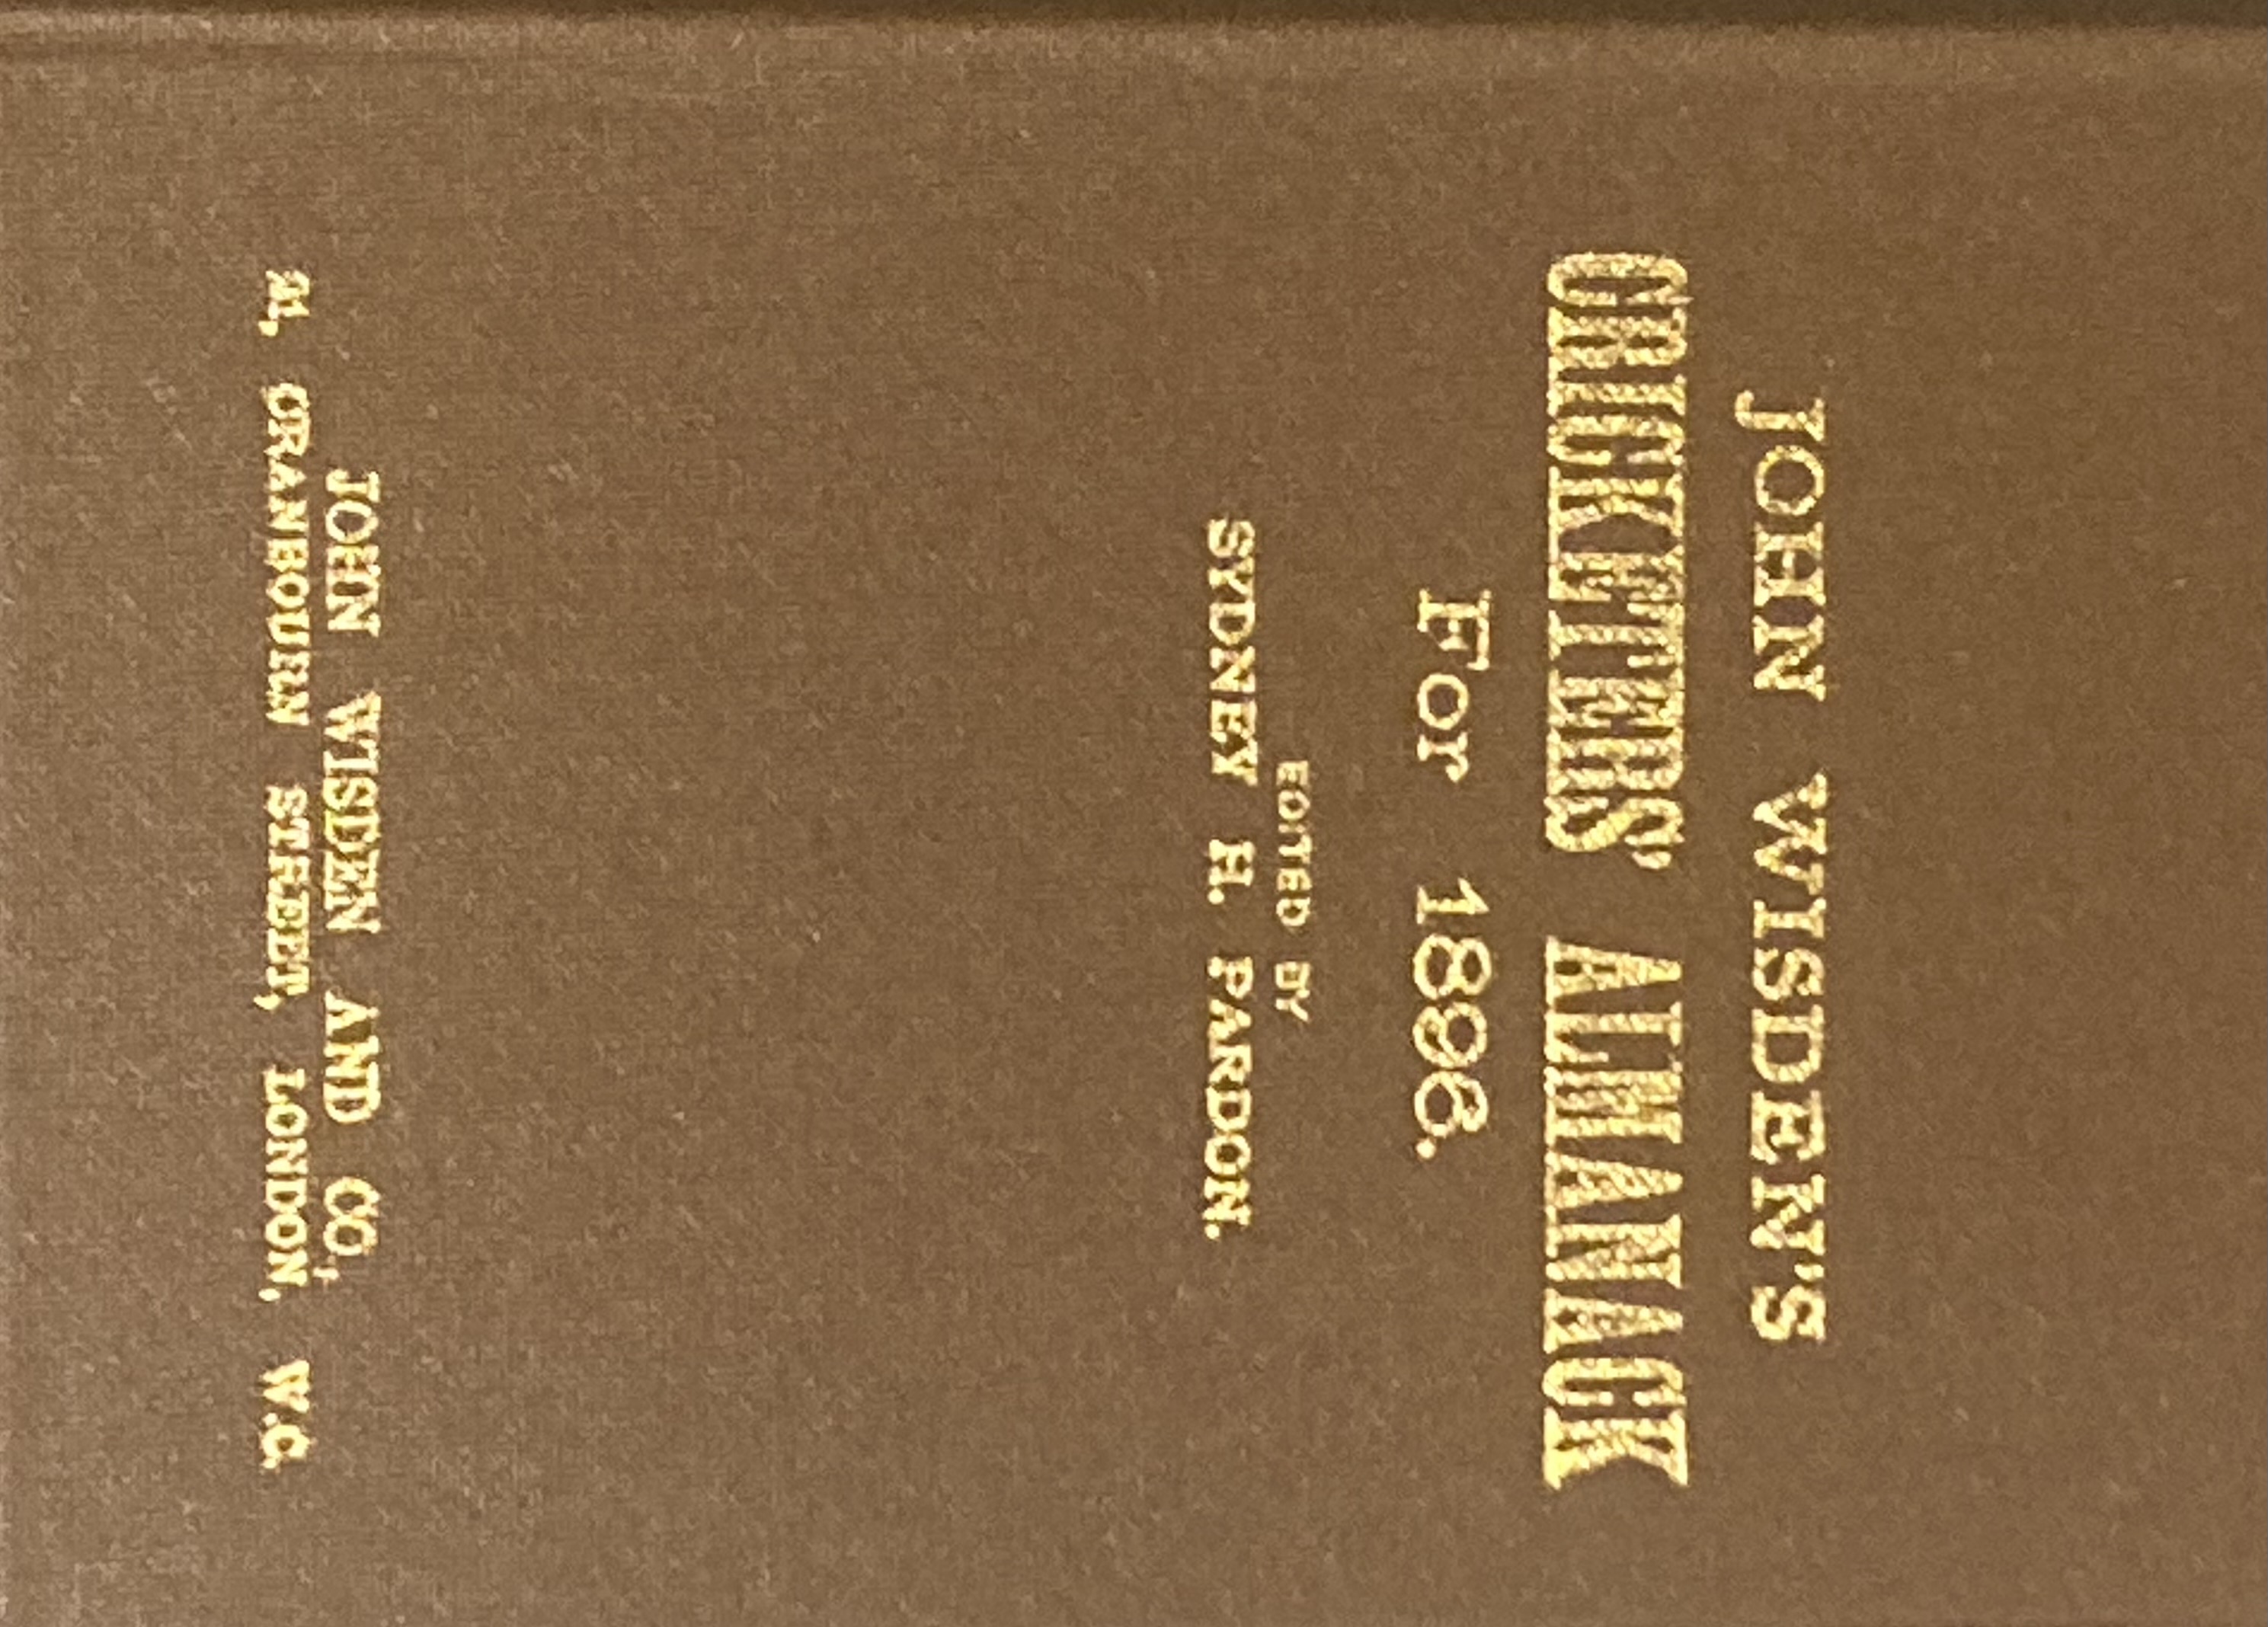 JOHN WISDEN'S
CRICKETERS' ALMANACK
For 1896.
EDITED BY
SYDNEY H. PARDON.
JOHN WISDEN AND CO.,
21, CRANBOURN STREET, LONDON, W.C.